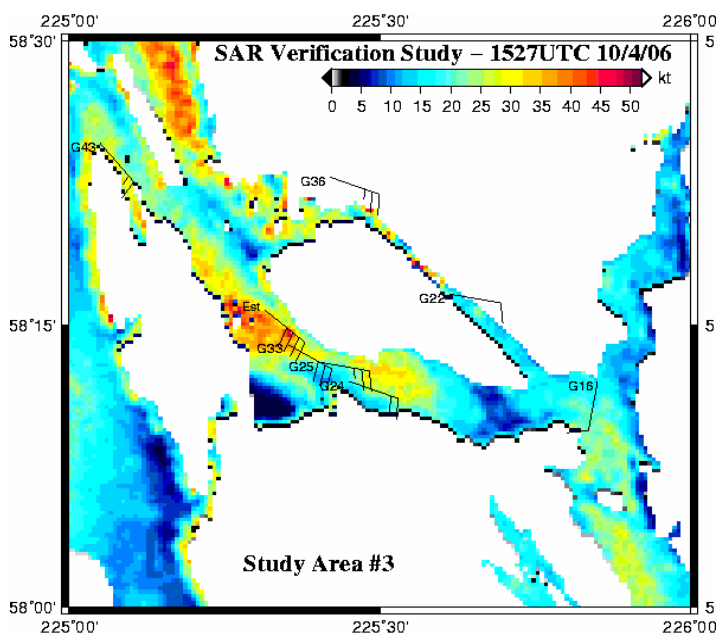 225˚00' 225˚30' 226˚00'
58˚30' 5
SAR Verification Study – 1527UTC 10/4/06
kt
0 5 10 15 20 25 30 35 40 45 50
G43
G36
G22
Est
58˚15' 5
G33
G25
G24 G16
Study Area #3
58˚00' 5
225˚00' 225˚30' 226˚00'